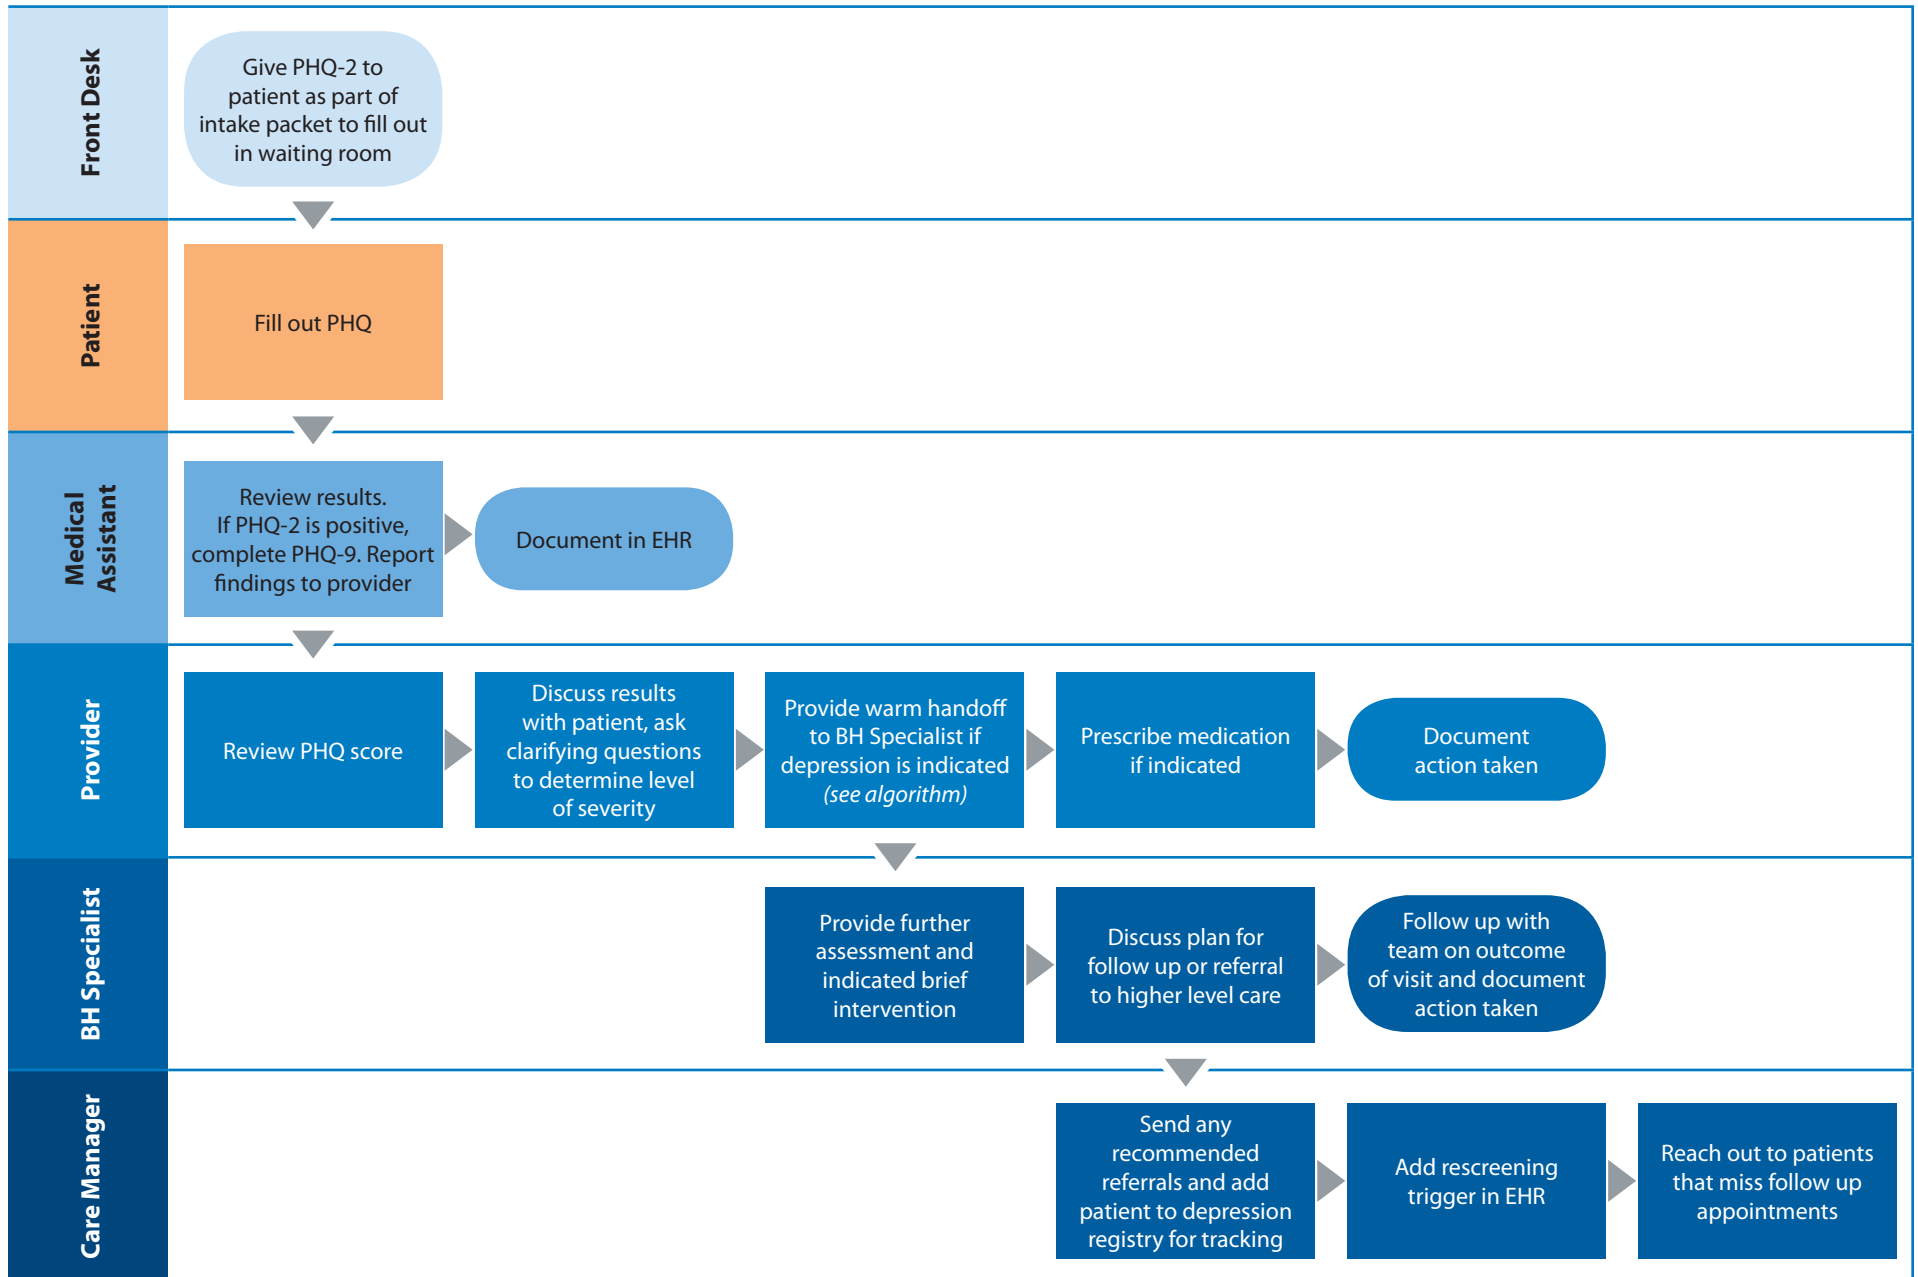 Front Desk
Give PHQ-2 to
patient as part of
intake packet to fill out
in waiting room
Patient
Fill out PHQ
Medical
Assistant
Review results.
If PHQ-2 is positive,
complete PHQ-9. Report
findings to provider
Document in EHR
Provider
Review PHQ score
Discuss results
with patient, ask
clarifying questions
to determine level
of severity
Provide warm handoff
to BH Specialist if
depression is indicated
(see algorithm)
Prescribe medication
if indicated
Document
action taken
BH Specialist
Provide further
assessment and
indicated brief
intervention
Discuss plan for
follow up or referral
to higher level care
Follow up with
team on outcome
of visit and document
action taken
Care Manager
Send any
recommended
referrals and add
patient to depression
registry for tracking
Add rescreening
trigger in EHR
Reach out to patients
that miss follow up
appointments